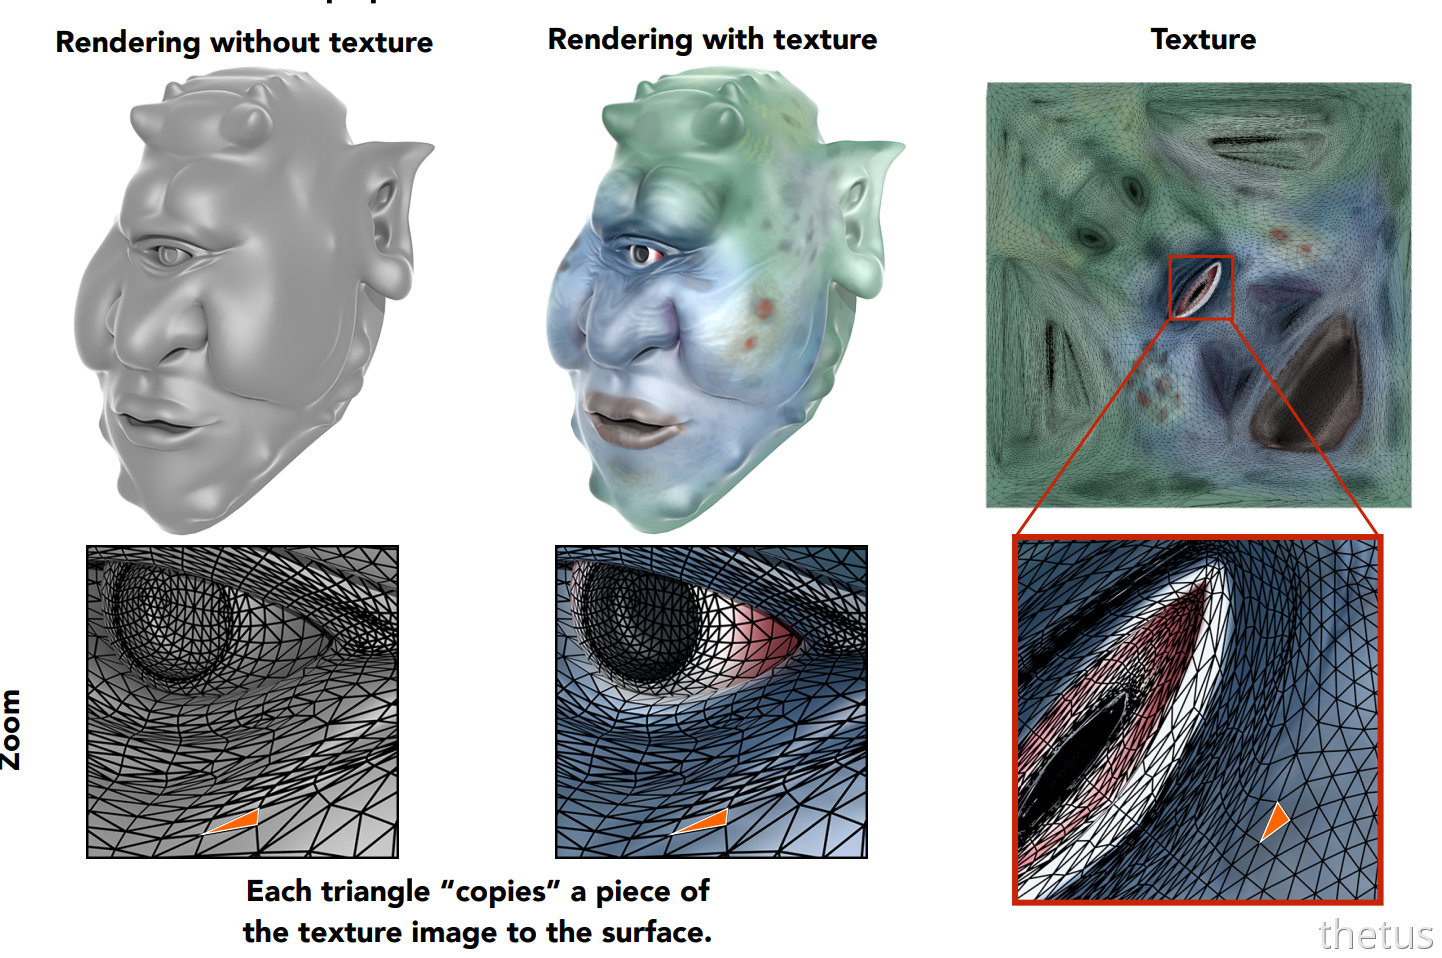 Rendering without texture
Rendering with texture
Texture
Zoom
Each triangle “copies” a piece of
the texture image to the surface.
thetus